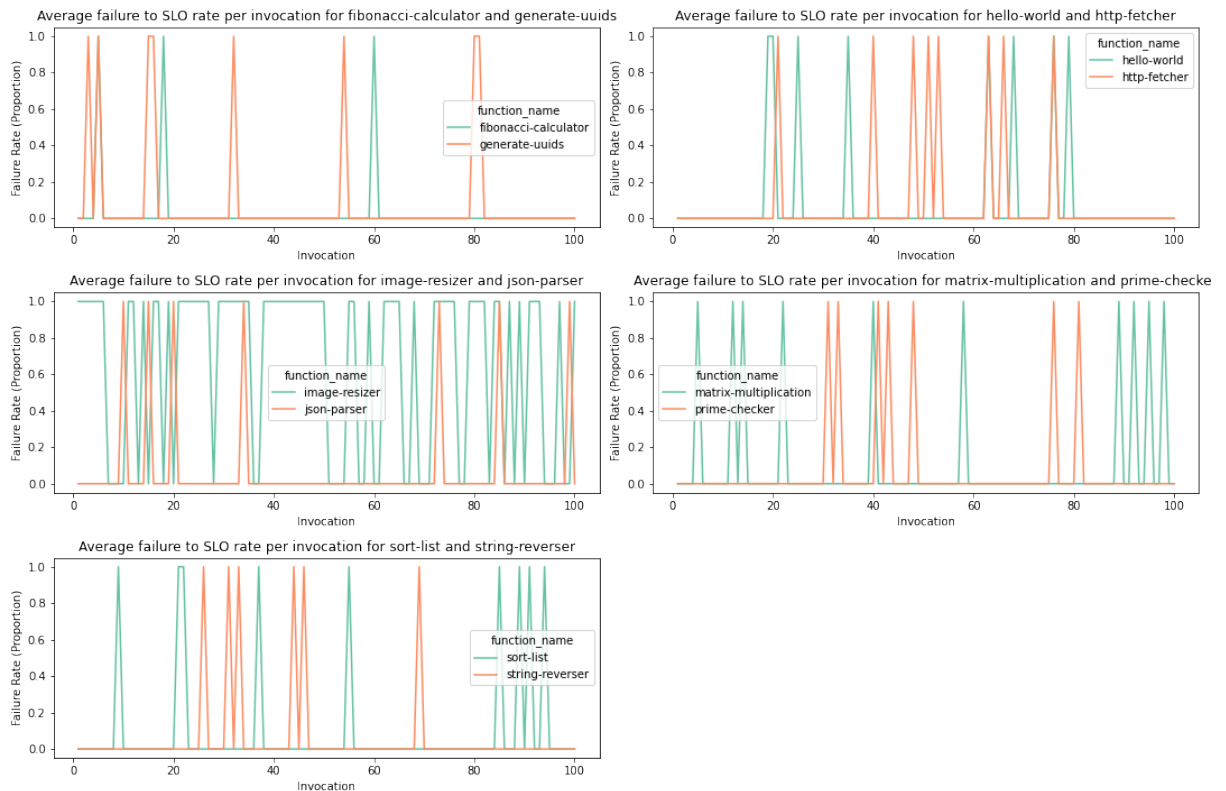 Average failure to SLO rate per invocation for fibonacci-calculator and generate-uuids
Failure Rate (Proportion)
1.0
0.8
0.6
0.4
0.2
0.0
function_name
fibonacci-calculator
generate-uuids
0 20 40 60 80 100
Invocation
Average failure to SLO rate per invocation for hello-world and http-fetcher
Failure Rate (Proportion)
1.0
0.8
0.6
0.4
0.2
0.0
function_name
hello-world
http-fetcher
0 20 40 60 80 100
Invocation
Average failure to SLO rate per invocation for image-resizer and json-parser
Failure Rate (Proportion)
1.0
0.8
0.6
0.4
0.2
0.0
function_name
image-resizer
json-parser
0 20 40 60 80 100
Invocation
Average failure to SLO rate per invocation for matrix-multiplication and prime-checke
Failure Rate (Proportion)
1.0
0.8
0.6
0.4
0.2
0.0
function_name
matrix-multiplication
prime-checker
0 20 40 60 80 100
Invocation
Average failure to SLO rate per invocation for sort-list and string-reverser
Failure Rate (Proportion)
1.0
0.8
0.6
0.4
0.2
0.0
function_name
sort-list
string-reverser
0 20 40 60 80 100
Invocation